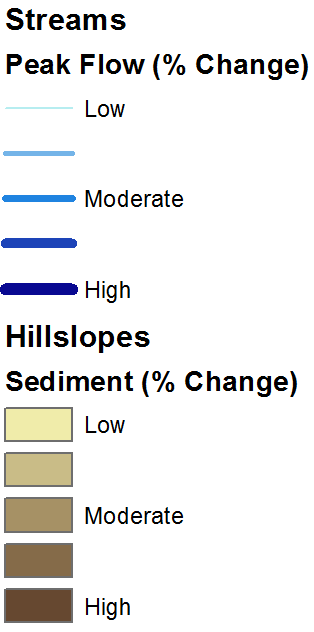 Streams
Peak Flow (% Change)
Low
Moderate
High
Hillslopes
Sediment (% Change)
Low
Moderate
High